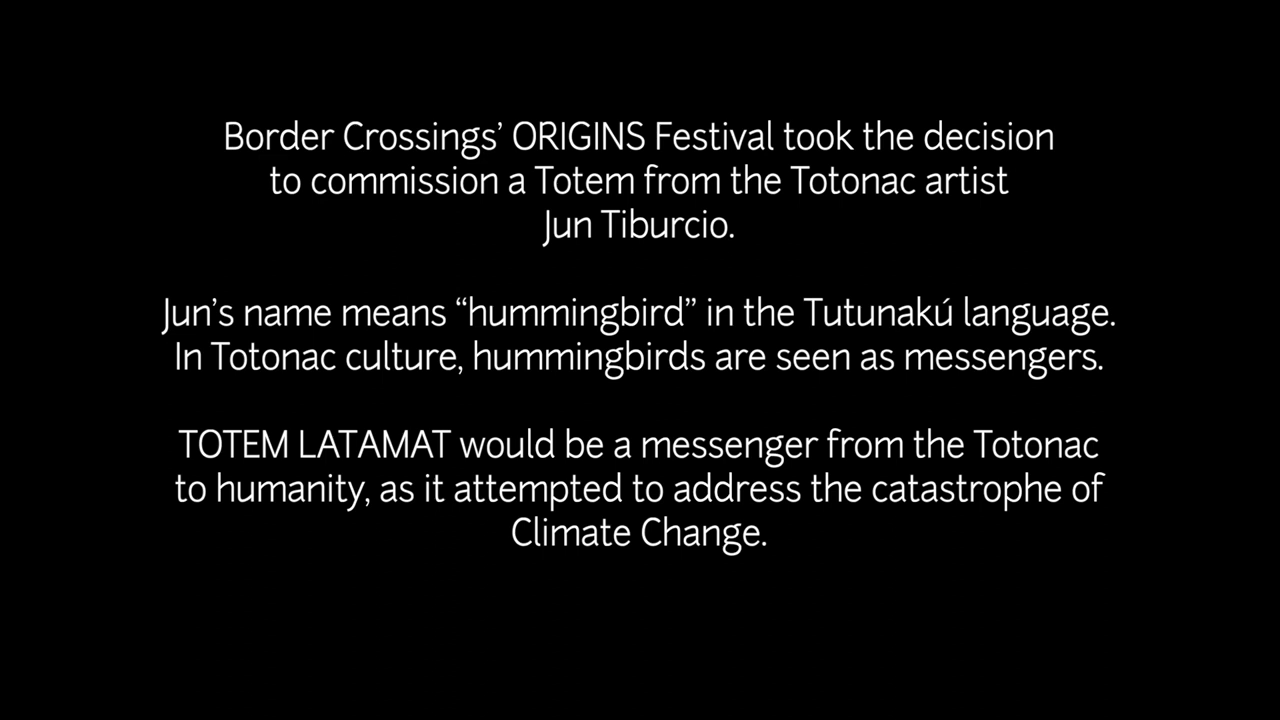 Border Crossings’ ORIGINS Festival took the decision
to commission a Totem from the Totonac artist
Jun Tiburcio.
Jun’s name means “hummingbird” in the Tutunakú language.
In Totonac culture, hummingbirds are seen as messengers.
TOTEM LATAMAT would be a messenger from the Totonac
to humanity, as it attempted to address the catastrophe of
Climate Change.